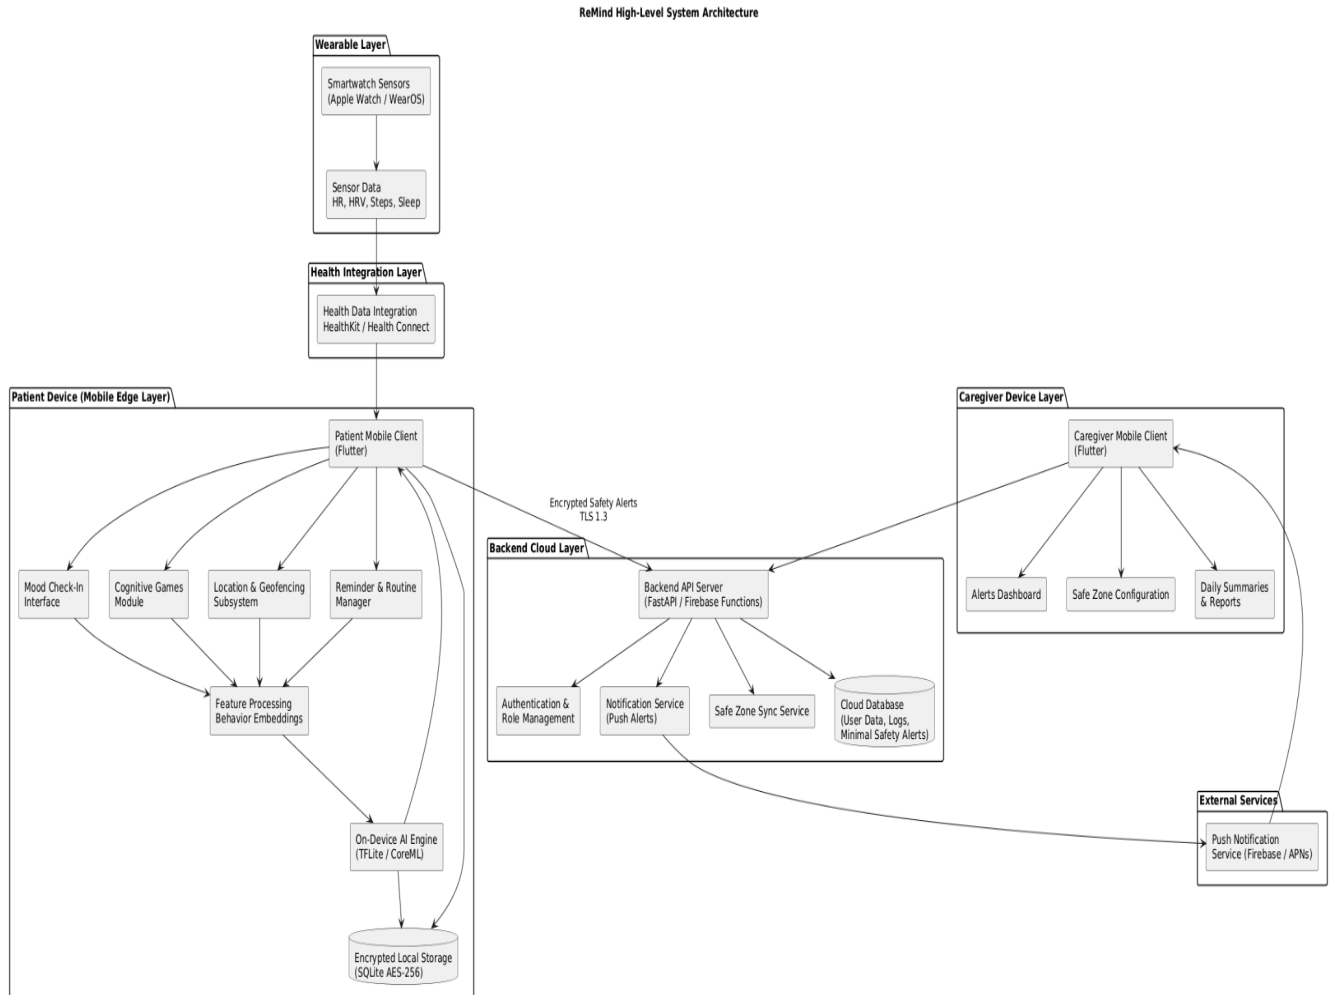 ReMind High-Level System Architecture
Wearable Layer
Smartwatch Sensors
(Apple Watch / WearOS)
Sensor Data
HR, HRV, Steps, Sleep
Health Integration Layer
Health Data Integration
HealthKit / Health Connect
Patient Device (Mobile Edge Layer)
Patient Mobile Client
(Flutter)
Mood Check-In
Interface
Cognitive Games
Module
Location & Geofencing
Subsystem
Reminder & Routine
Manager
Feature Processing
Behavior Embeddings
On-Device AI Engine
(TFLite / CoreML)
Encrypted Local Storage
(SQLite AES-256)
Encrypted Safety Alerts
TLS 1.3
Backend Cloud Layer
Backend API Server
(FastAPI / Firebase Functions)
Authentication &
Role Management
Notification Service
(Push Alerts)
Safe Zone Sync Service
Cloud Database
(User Data, Logs,
Minimal Safety Alerts)
Caregiver Device Layer
Caregiver Mobile Client
(Flutter)
Alerts Dashboard
Safe Zone Configuration
Daily Summaries
& Reports
External Services
Push Notification
Service (Firebase / APNs)